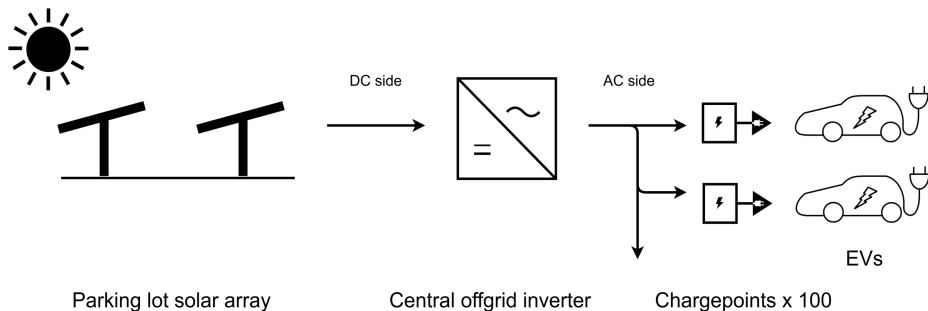 DC side
AC side
EVs
Parking lot solar array
Central offgrid inverter
Chargepoints x 100